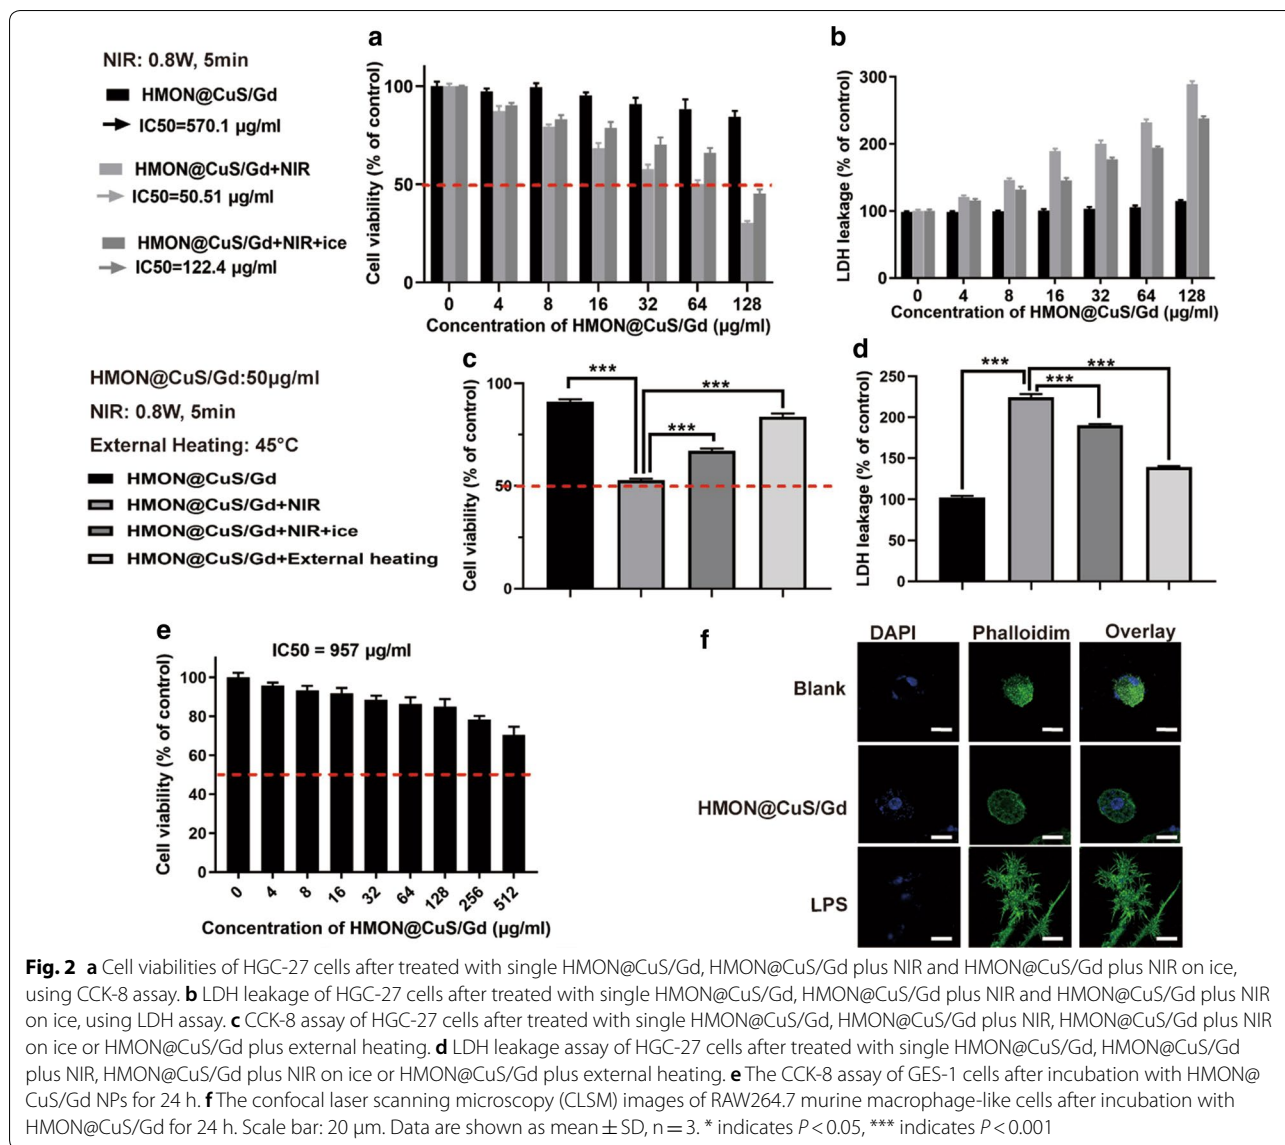 a
NIR: 0.8W, 5min
HMON@CuS/Gd
IC50=570.1 µg/ml
HMON@CuS/Gd+NIR
IC50=50.51 µg/ml
HMON@CuS/Gd+NIR+ice
IC50=122.4 µg/ml
Cell viability (% of control)
100
50
0
0 4 8 16 32 64 128
Concentration of HMON@CuS/Gd (µg/ml)
b
LDH leakage (% of control)
300
200
100
0
0 4 8 16 32 64 128
Concentration of HMON@CuS/Gd (µg/ml)
HMON@CuS/Gd:50µg/ml
NIR: 0.8W, 5min
External Heating: 45°C
HMON@CuS/Gd
HMON@CuS/Gd+NIR
HMON@CuS/Gd+NIR+ice
HMON@CuS/Gd+External heating
c
Cell viability (% of control)
100
50
0
***
***
***
d
LDH leakage (% of control)
250
200
150
100
50
0
***
***
***
e
IC50 = 957 µg/ml
Cell viability (% of control)
100
80
60
40
20
0
0 4 8 16 32 64 128 256 512
Concentration of HMON@CuS/Gd (µg/ml)
f
DAPI Phalloidim Overlay
Blank
HMON@CuS/Gd
LPS
Fig. 2 a Cell viabilities of HGC-27 cells after treated with single HMON@CuS/Gd, HMON@CuS/Gd plus NIR and HMON@CuS/Gd plus NIR on ice,
using CCK-8 assay. b LDH leakage of HGC-27 cells after treated with single HMON@CuS/Gd, HMON@CuS/Gd plus NIR and HMON@CuS/Gd plus NIR
on ice, using LDH assay. c CCK-8 assay of HGC-27 cells after treated with single HMON@CuS/Gd, HMON@CuS/Gd plus NIR, HMON@CuS/Gd plus NIR
on ice or HMON@CuS/Gd plus external heating. d LDH leakage assay of HGC-27 cells after treated with single HMON@CuS/Gd, HMON@CuS/Gd
plus NIR, HMON@CuS/Gd plus NIR on ice or HMON@CuS/Gd plus external heating. e The CCK-8 assay of GES-1 cells after incubation with HMON@
CuS/Gd NPs for 24 h. f The confocal laser scanning microscopy (CLSM) images of RAW264.7 murine macrophage-like cells after incubation with
HMON@CuS/Gd for 24 h. Scale bar: 20 µm. Data are shown as mean ± SD, n = 3. * indicates P < 0.05, *** indicates P < 0.001